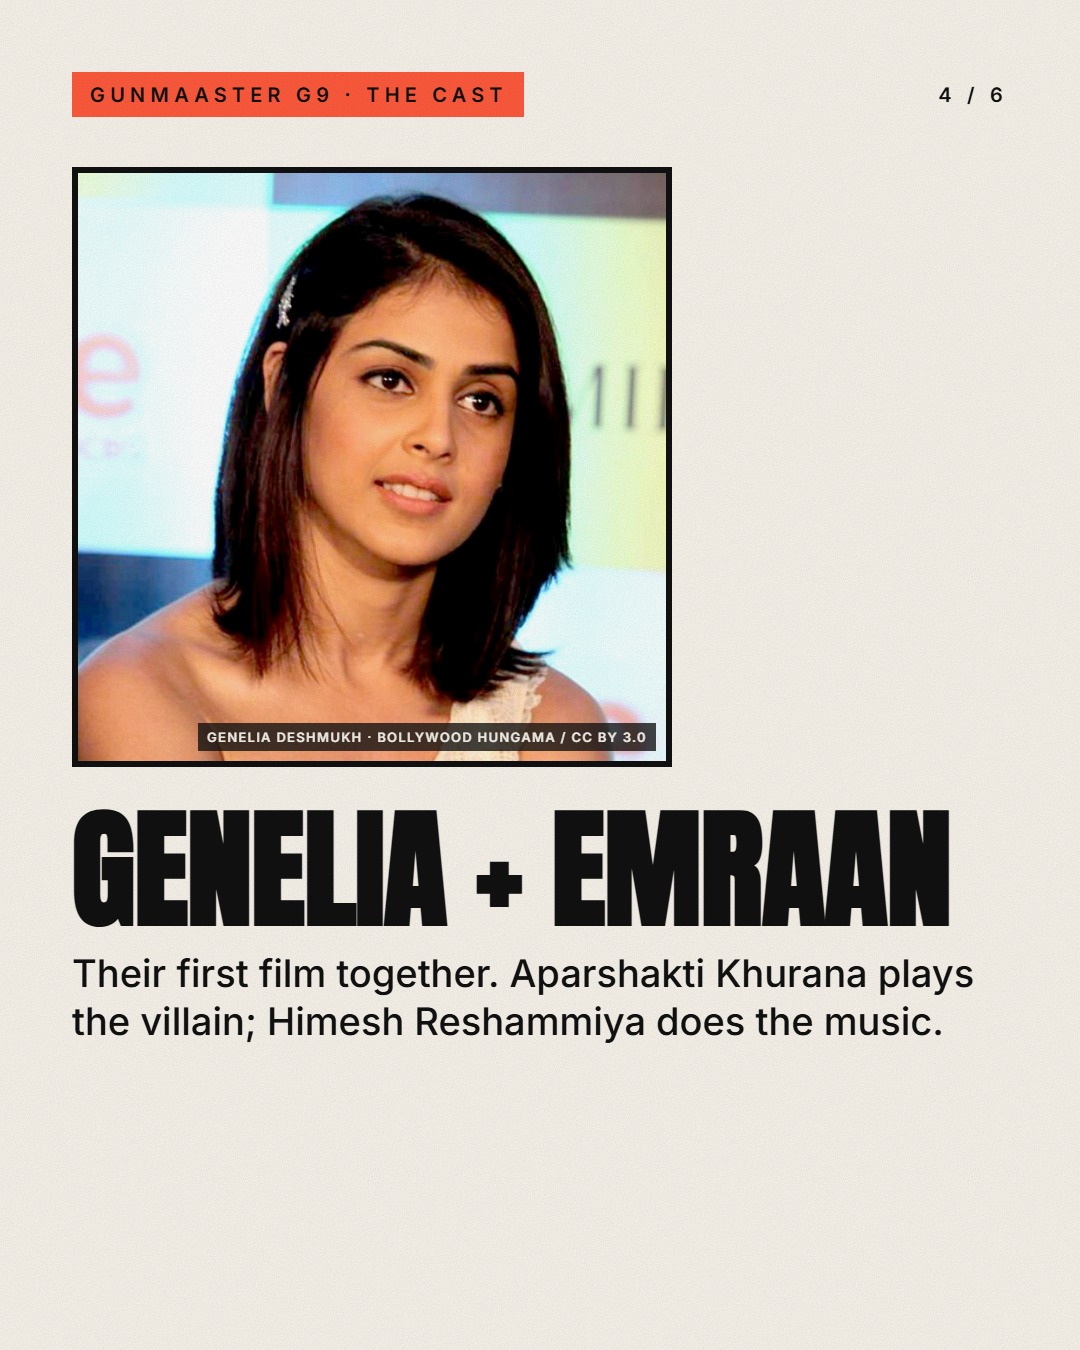 GUNMAASTER G9 · THE CAST
4 / 6
e
GENELIA DESHMUKH · BOLLYWOOD HUNGAMA / CC BY 3.0
GENELIA + EMRAAN
Their first film together. Aparshakti Khurana plays
the villain; Himesh Reshammiya does the music.